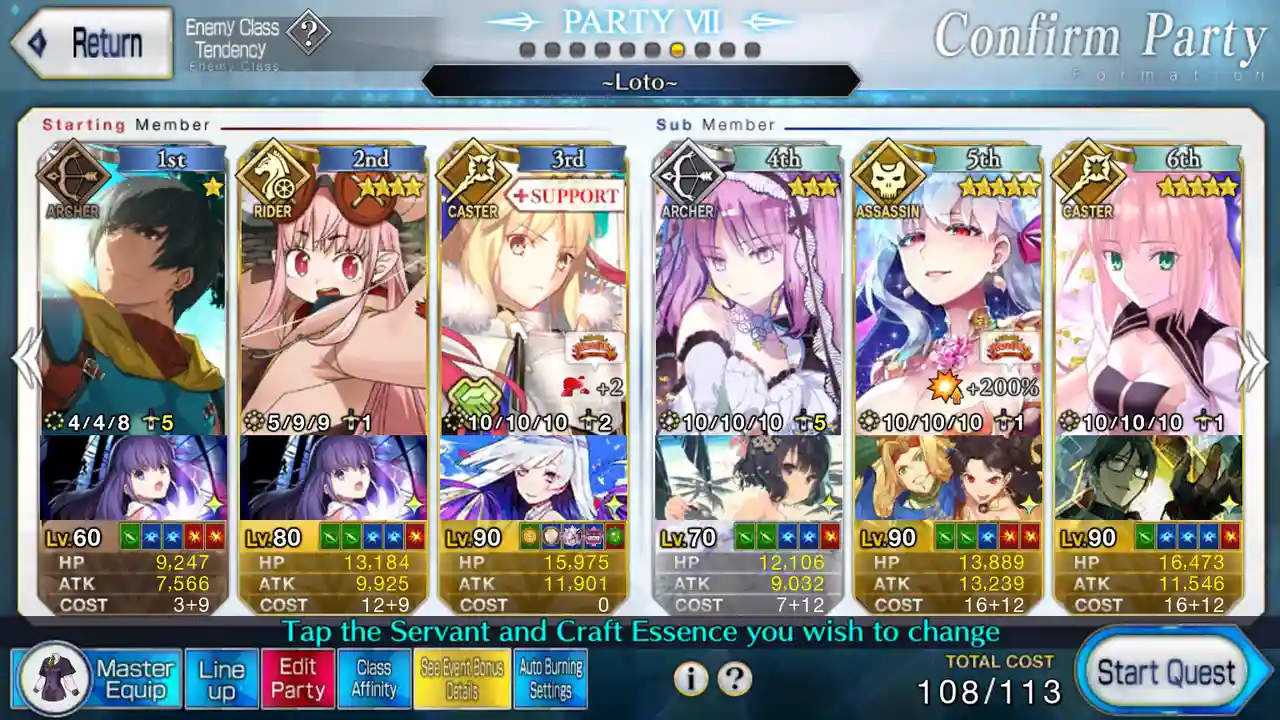 Return
Enemy Class
Tendency
Enemy Class
?
PARTY VII
~Loto~
Confirm Party
Formation
Starting Member
Sub Member
1st
2nd
3rd
4th
5th
6th
ARCHER
RIDER
CASTER
+SUPPORT
ARCHER
ASSASSIN
CASTER
+2
+200%
4/4/8 5
5/9/9 1
10/10/10 2
10/10/10 5
10/10/10 1
10/10/10 1
Lv.60
Lv.80
Lv.90
Lv.70
Lv.90
Lv.90
HP 9,247
ATK 7,566
COST 3+9
HP 13,184
ATK 9,925
COST 12+9
HP 15,975
ATK 11,901
COST 0
HP 12,106
ATK 9,032
COST 7+12
HP 13,889
ATK 13,239
COST 16+12
HP 16,473
ATK 11,546
COST 16+12
Tap the Servant and Craft Essence you wish to change
Master
Equip
Line
up
Edit
Party
Class
Affinity
See Event Bonus
Details
Auto Burning
Settings
i
?
TOTAL COST
108/113
Start Quest